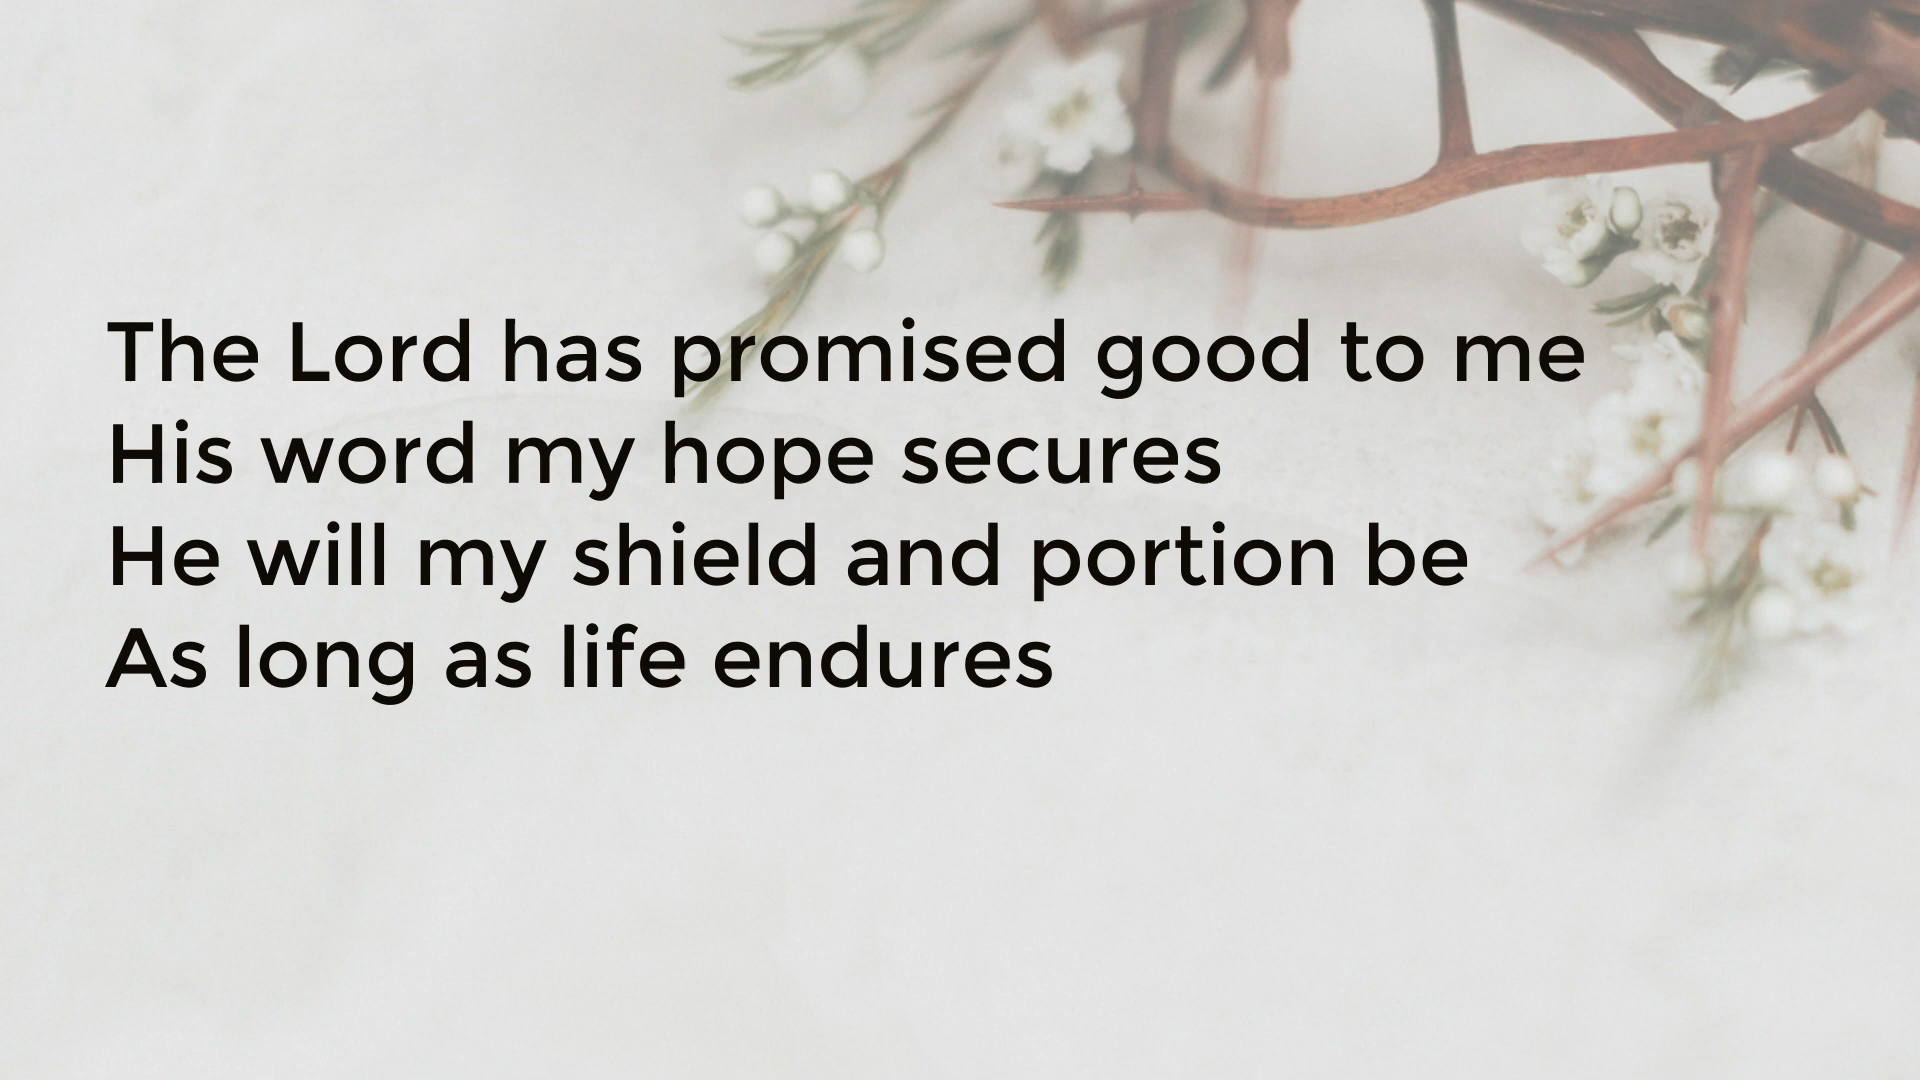 The Lord has promised good to me
His word my hope secures
He will my shield and portion be
As long as life endures